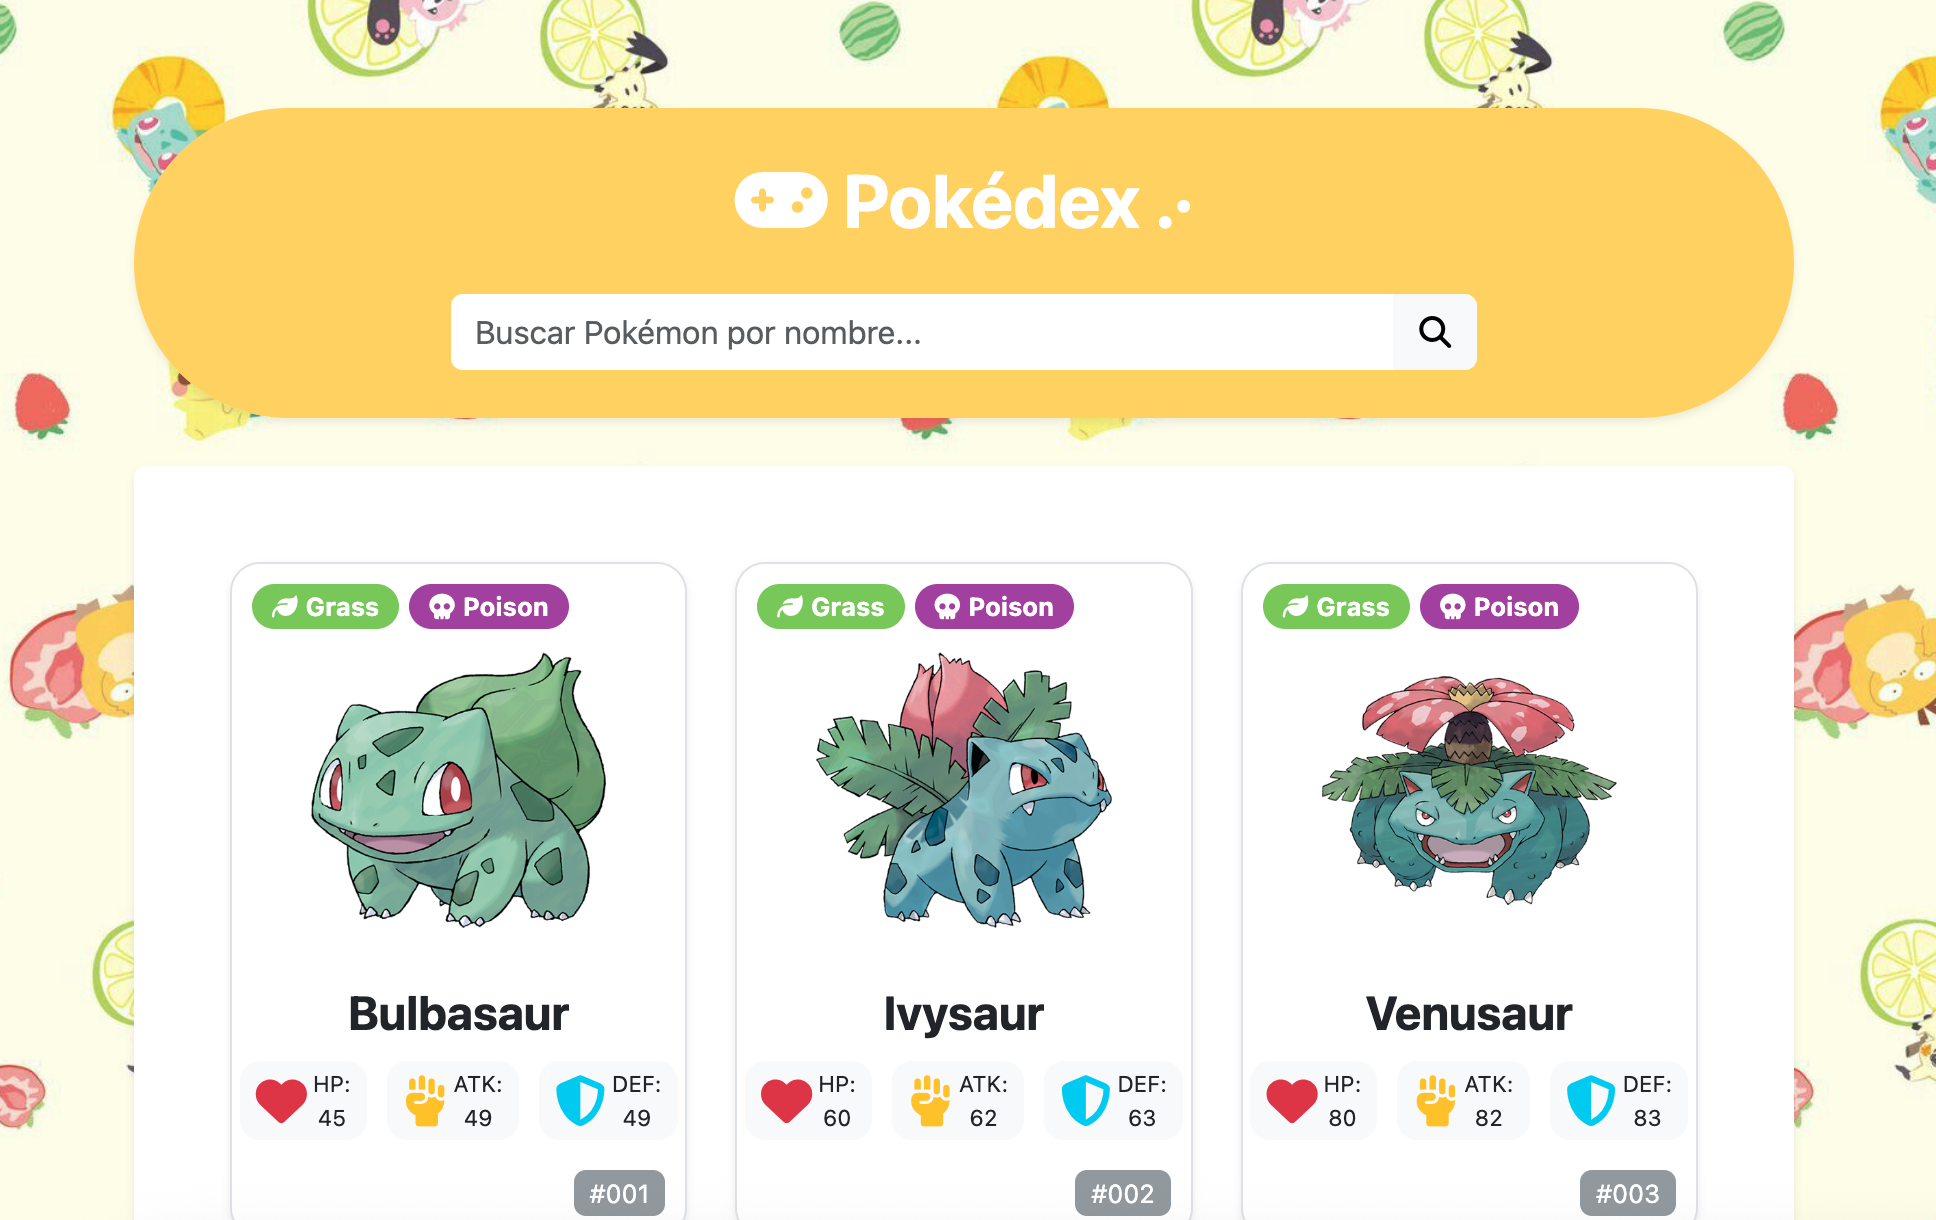 Pokédex .·
Buscar Pokémon por nombre...
Grass Poison
Grass Poison
Grass Poison
Bulbasaur
Ivysaur
Venusaur
HP: 45
ATK: 49
DEF: 49
HP: 60
ATK: 62
DEF: 63
HP: 80
ATK: 82
DEF: 83
#001
#002
#003